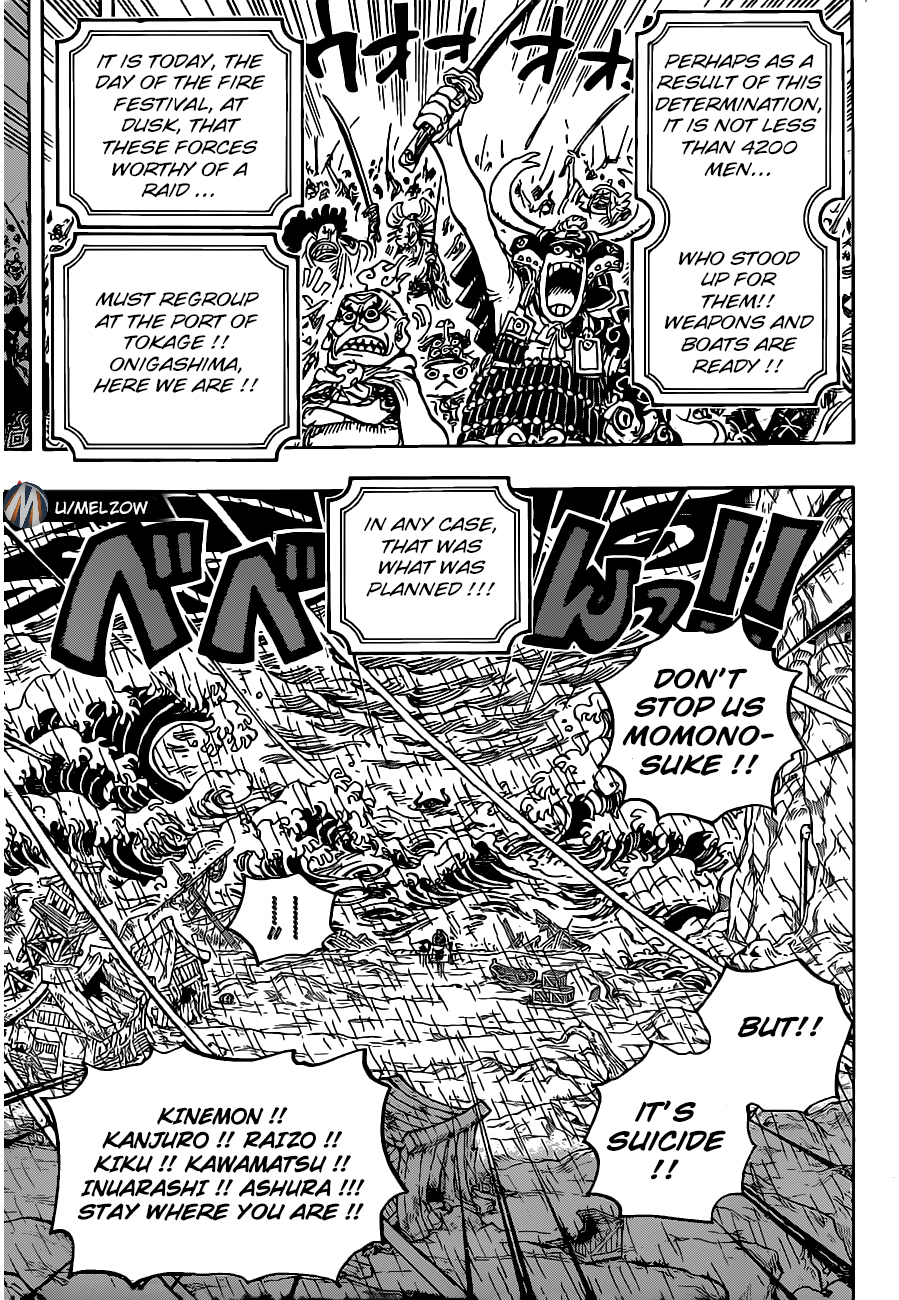 ウオオオオ
PERHAPS AS A
RESULT OF THIS
DETERMINATION,
IT IS NOT LESS
THAN 4200
MEN...
WHO STOOD
UP FOR
THEM!!
WEAPONS AND
BOATS ARE
READY !!
IT IS TODAY, THE
DAY OF THE FIRE
FESTIVAL, AT
DUSK, THAT
THESE FORCES
WORTHY OF A
RAID ...
MUST REGROUP
AT THE PORT OF
TOKAGE !!
ONIGASHIMA,
HERE WE ARE !!
U/MELZOW
IN ANY CASE,
THAT WAS
WHAT WAS
PLANNED !!!
べべんっ!!
DON'T
STOP US
MOMONO-
SUKE !!
......!!
BUT!!
IT'S
SUICIDE
!!
KINEMON !!
KANJURO !! RAIZO !!
KIKU !! KAWAMATSU !!
INUARASHI !! ASHURA !!!
STAY WHERE YOU ARE !!